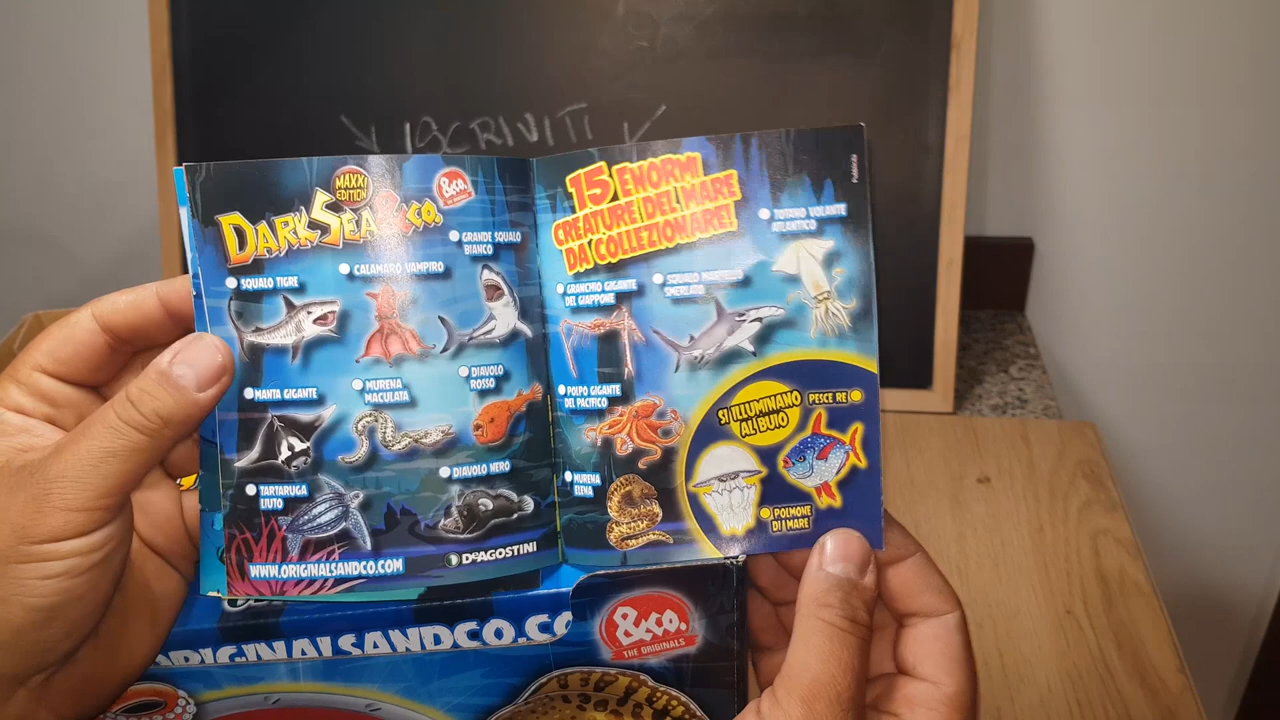 ISCRIVITI
MAXXI
EDITION
&CO.
DARK SEA &CO.
GRANDE SQUALO
BIANCO
CALAMARO VAMPIRO
SQUALO TIGRE
MANTA GIGANTE
MURENA
MACULATA
DIAVOLO
ROSSO
DIAVOLO NERO
TARTARUGA
LIUTO
WWW.ORIGINALSANDCO.COM
DeAGOSTINI
15 ENORMI
CREATURE DEL MARE
DA COLLEZIONARE!
TOTANO VOLANTE
ATLANTICO
GRANCHIO GIGANTE
DEL GIAPPONE
SQUALO MARTELLO
SMERLATO
POLPO GIGANTE
DEL PACIFICO
MURENA
ELENA
SI ILLUMINANO
AL BUIO
PESCE RE
POLMONE
DI MARE
ORIGINALSANDCO.CO
&CO.
THE ORIGINALS